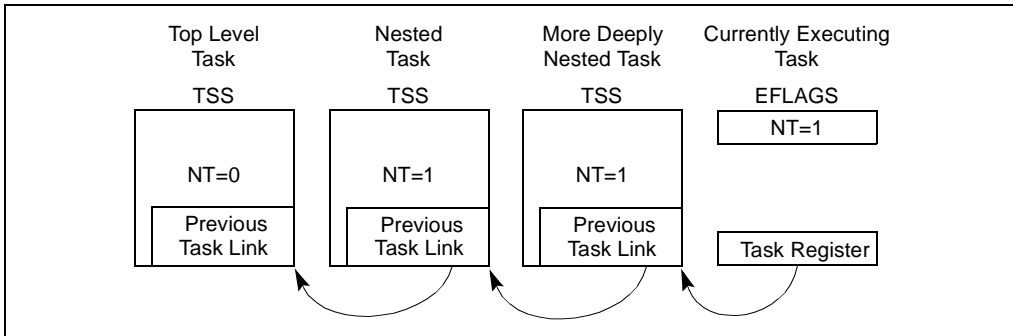 Top Level
Task
Nested
Task
More Deeply
Nested Task
Currently Executing
Task
TSS
TSS
TSS
EFLAGS
NT=1
NT=0
NT=1
NT=1
Previous
Task Link
Previous
Task Link
Previous
Task Link
Task Register